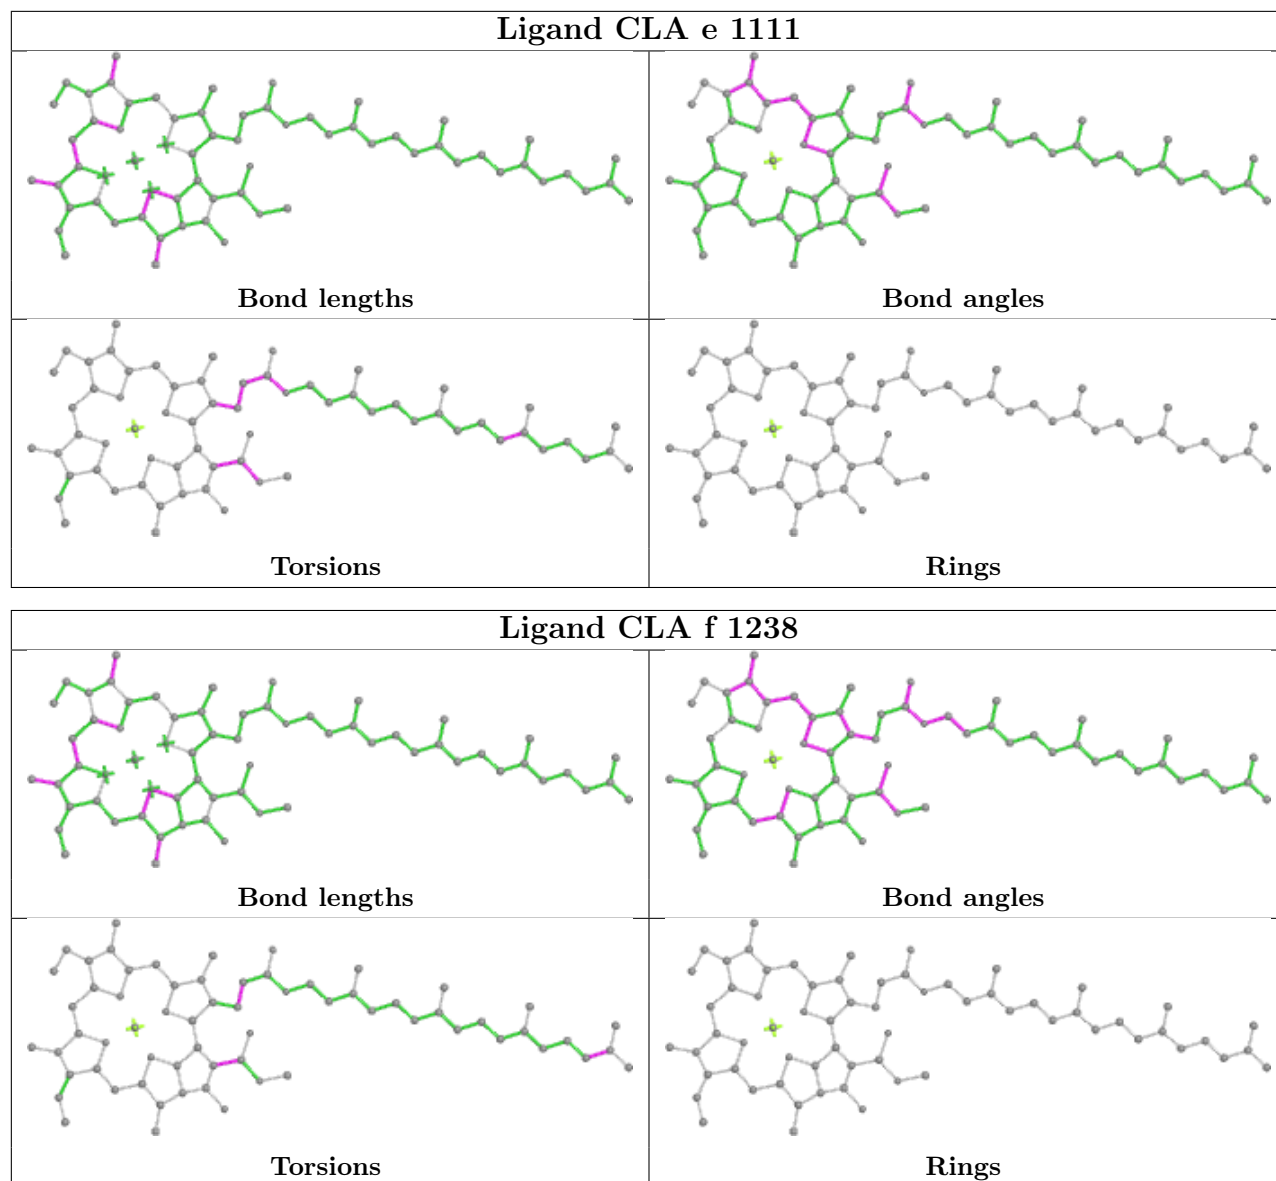 Ligand CLA e 1111
Bond lengths
Bond angles
Torsions
Rings
Ligand CLA f 1238
Bond lengths
Bond angles
Torsions
Rings